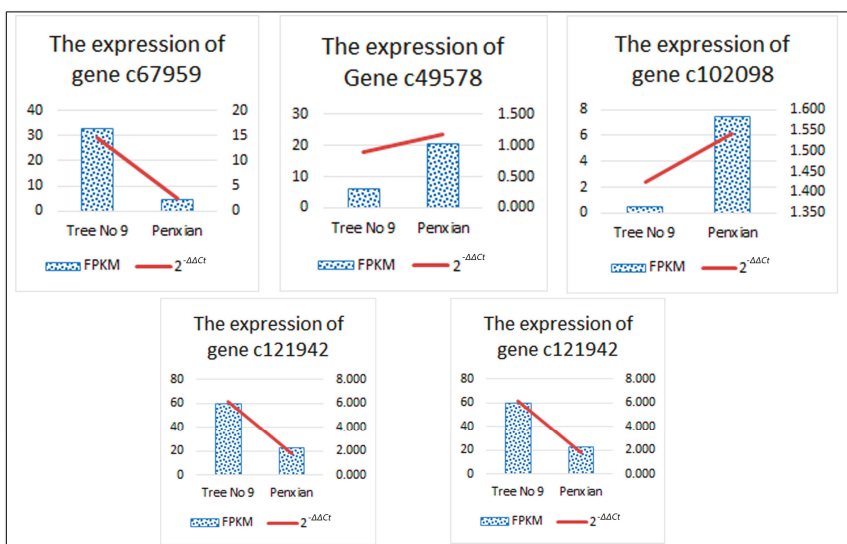 The expression of
gene c67959
40
30
20
10
0
20
15
10
5
0
Tree No 9 Penxian
FPKM 2^-ΔΔCt
The expression of
Gene c49578
30
20
10
0
1.500
1.000
0.500
0.000
Tree No 9 Penxian
FPKM 2^-ΔΔCt
The expression of
gene c102098
8
6
4
2
0
1.600
1.550
1.500
1.450
1.400
1.350
Tree No 9 Penxian
FPKM 2^-ΔΔCt
The expression of
gene c121942
80
60
40
20
0
8.000
6.000
4.000
2.000
0.000
Tree No 9 Penxian
FPKM 2^-ΔΔCt
The expression of
gene c121942
80
60
40
20
0
8.000
6.000
4.000
2.000
0.000
Tree No 9 Penxian
FPKM 2^-ΔΔCt